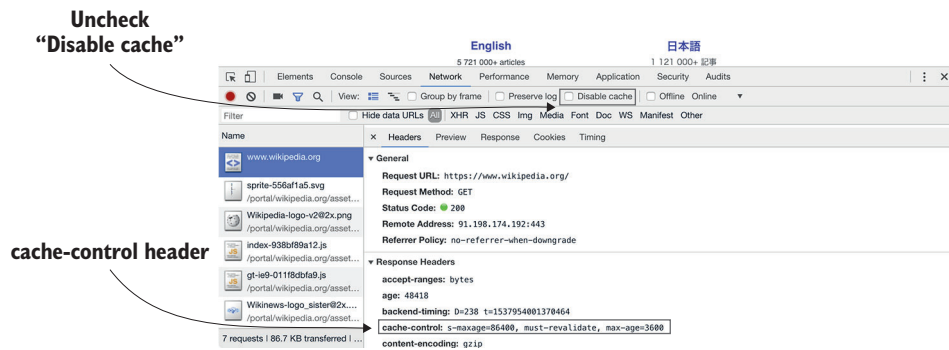 Uncheck
“Disable cache”
English 日本語
5 721 000+ articles 1 121 000+ 記事
Elements Console Sources Network Performance Memory Application Security Audits
View: Group by frame Preserve log Disable cache Offline Online
Filter Hide data URLs All XHR JS CSS Img Media Font Doc WS Manifest Other
Name × Headers Preview Response Cookies Timing
www.wikipedia.org
sprite-556af1a5.svg
/portal/wikipedia.org/asset...
Wikipedia-logo-v2@2x.png
/portal/wikipedia.org/asset...
index-938bf89a12.js
/portal/wikipedia.org/asset...
gt-ie9-011f8dbfa9.js
/portal/wikipedia.org/asset...
Wikinews-logo_sister@2x....
/portal/wikipedia.org/asset...
7 requests | 86.7 KB transferred | ...
General
Request URL: https://www.wikipedia.org/
Request Method: GET
Status Code: 200
Remote Address: 91.198.174.192:443
Referrer Policy: no-referrer-when-downgrade
Response Headers
accept-ranges: bytes
age: 48418
backend-timing: D=238 t=1537954001370464
cache-control: s-maxage=86400, must-revalidate, max-age=3600
content-encoding: gzip
cache-control header